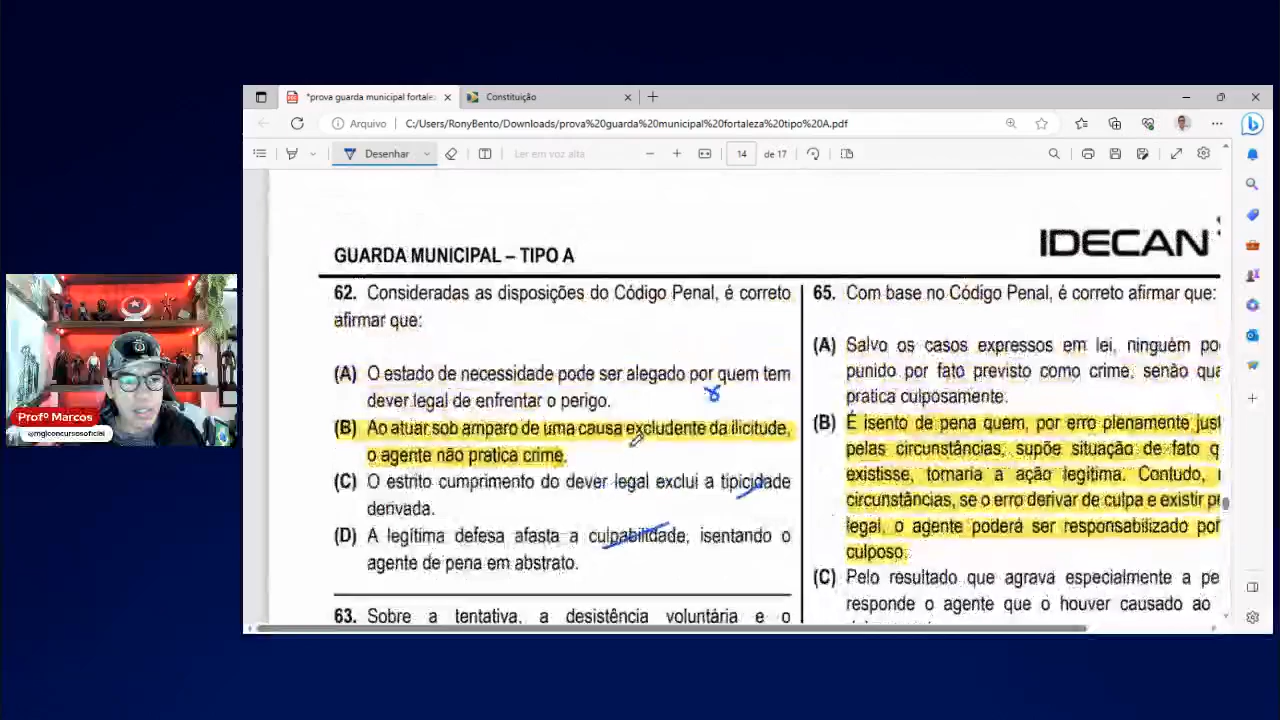 *prova guarda municipal fortale
Constituição
Arquivo
C:/Users/RonyBento/Downloads/prova%20guarda%20municipal%20fortaleza%20tipo%20A.pdf
Desenhar
Ler em voz alta
14
de 17
GUARDA MUNICIPAL – TIPO A
IDECAN
62. Consideradas as disposições do Código Penal, é correto
afirmar que:
(A) O estado de necessidade pode ser alegado por quem tem
dever legal de enfrentar o perigo.
(B) Ao atuar sob amparo de uma causa excludente da ilicitude,
o agente não pratica crime.
(C) O estrito cumprimento do dever legal exclui a tipicidade
derivada.
(D) A legítima defesa afasta a culpabilidade, isentando o
agente de pena em abstrato.
63. Sobre a tentativa, a desistência voluntária e o
65. Com base no Código Penal, é correto afirmar que:
(A) Salvo os casos expressos em lei, ninguém po
punido por fato previsto como crime, senão qua
pratica culposamente.
(B) É isento de pena quem, por erro plenamente just
pelas circunstâncias, supõe situação de fato q
existisse, tornaria a ação legítima. Contudo,
circunstâncias, se o erro derivar de culpa e existir p
legal, o agente poderá ser responsabilizado por
culposo.
(C) Pelo resultado que agrava especialmente a pe
responde o agente que o houver causado ao
Profº Marcos
@mglconcursosoficial